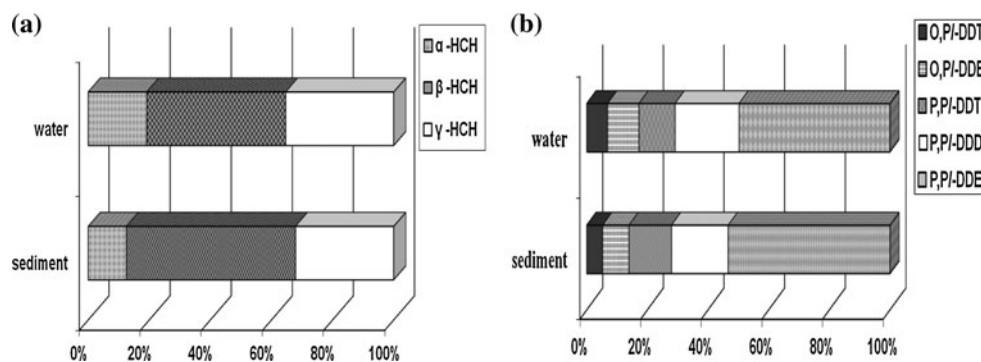 (a)
α -HCH
β -HCH
γ -HCH
water
sediment
0% 20% 40% 60% 80% 100%
(b)
O,P/-DDT
O,P/-DDE
P,P/-DDT
P,P/-DDD
P,P/-DDE
water
sediment
0% 20% 40% 60% 80% 100%